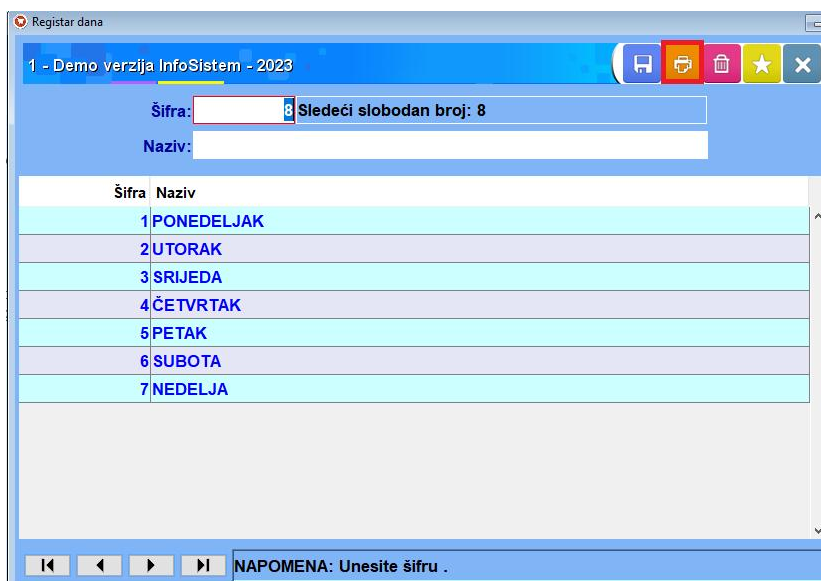 Registar dana
1 - Demo verzija InfoSistem - 2023
Šifra: 8 Sledeći slobodan broj: 8
Naziv:
Šifra Naziv
1 PONEDELJAK
2 UTORAK
3 SRIJEDA
4 ČETVRTAK
5 PETAK
6 SUBOTA
7 NEDELJA
NAPOMENA: Unesite šifru .